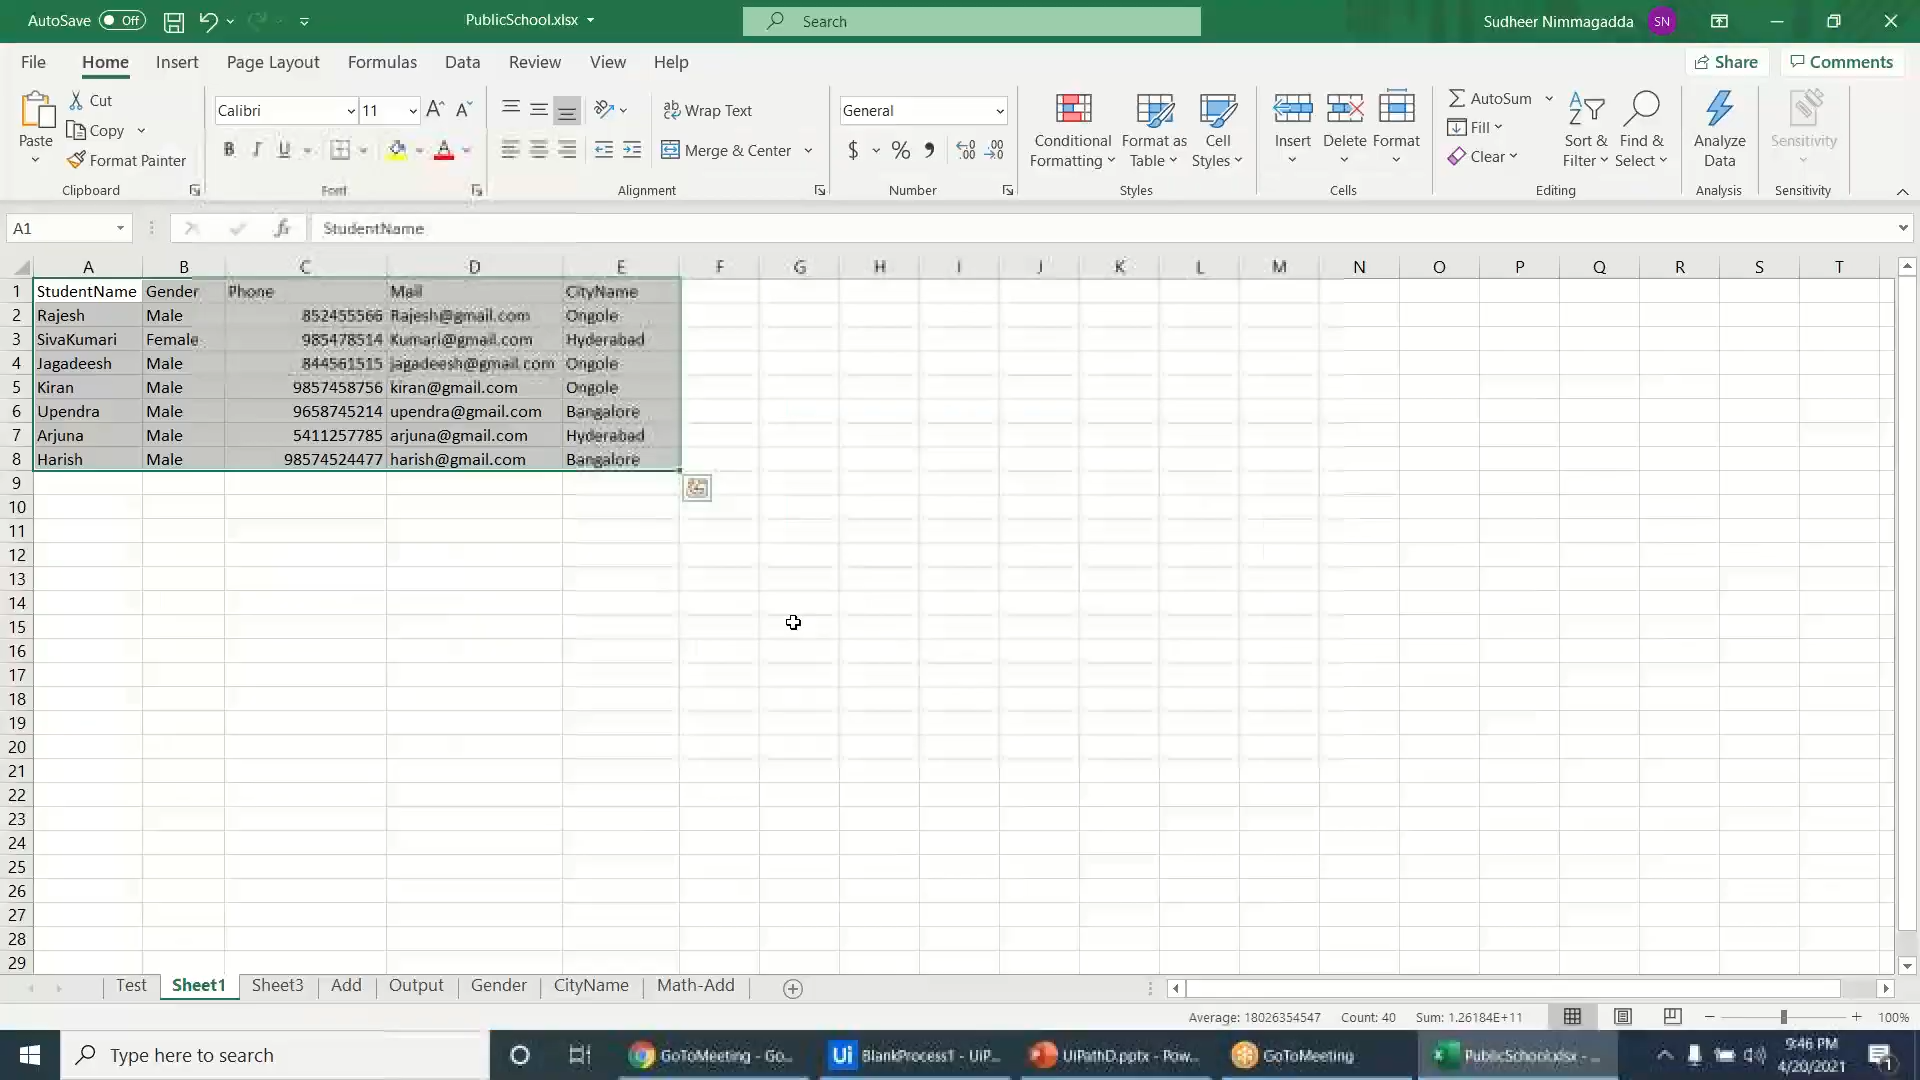 AutoSave Off PublicSchool.xlsx Search Sudheer Nimmagadda SN
File Home Insert Page Layout Formulas Data Review View Help Share Comments
Paste Cut Copy Format Painter Clipboard
Calibri 11 B I U Font
Wrap Text Merge & Center Alignment
General $ % Number
Conditional Formatting Format as Table Cell Styles Styles
Insert Delete Format Cells
AutoSum Fill Clear Sort & Filter Find & Select Editing
Analyze Data Analysis
Sensitivity Sensitivity
A1 fx StudentName
A B C D E F G H I J K L M N O P Q R S T
1 StudentName Gender Phone Mail CityName
2 Rajesh Male 852455566 Rajesh@gmail.com Ongole
3 SivaKumari Female 985478514 Kumari@gmail.com Hyderabad
4 Jagadeesh Male 844561515 jagadeesh@gmail.com Ongole
5 Kiran Male 9857458756 kiran@gmail.com Ongole
6 Upendra Male 9658745214 upendra@gmail.com Bangalore
7 Arjuna Male 5411257785 arjuna@gmail.com Hyderabad
8 Harish Male 98574524477 harish@gmail.com Bangalore
9
10
11
12
13
14
15
16
17
18
19
20
21
22
23
24
25
26
27
28
29
Test Sheet1 Sheet3 Add Output Gender CityName Math-Add
Average: 18026354547 Count: 40 Sum: 1.26184E+11 100%
Type here to search GoToMeeting - Go... Ui BlankProcess1 - UiP... UiPathD.pptx - Pow... GoToMeeting PublicSchool.xlsx - ... 9:46 PM
4/20/2021 1